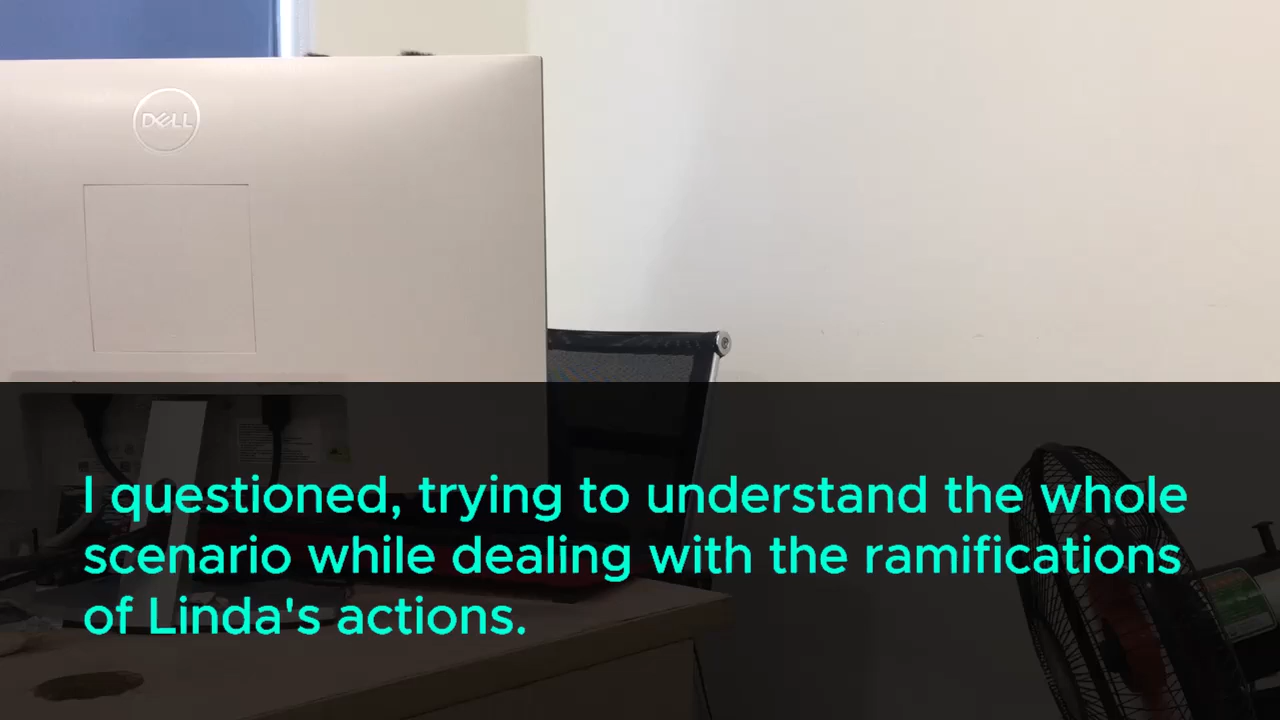 DELL
I questioned, trying to understand the whole
scenario while dealing with the ramifications
of Linda's actions.